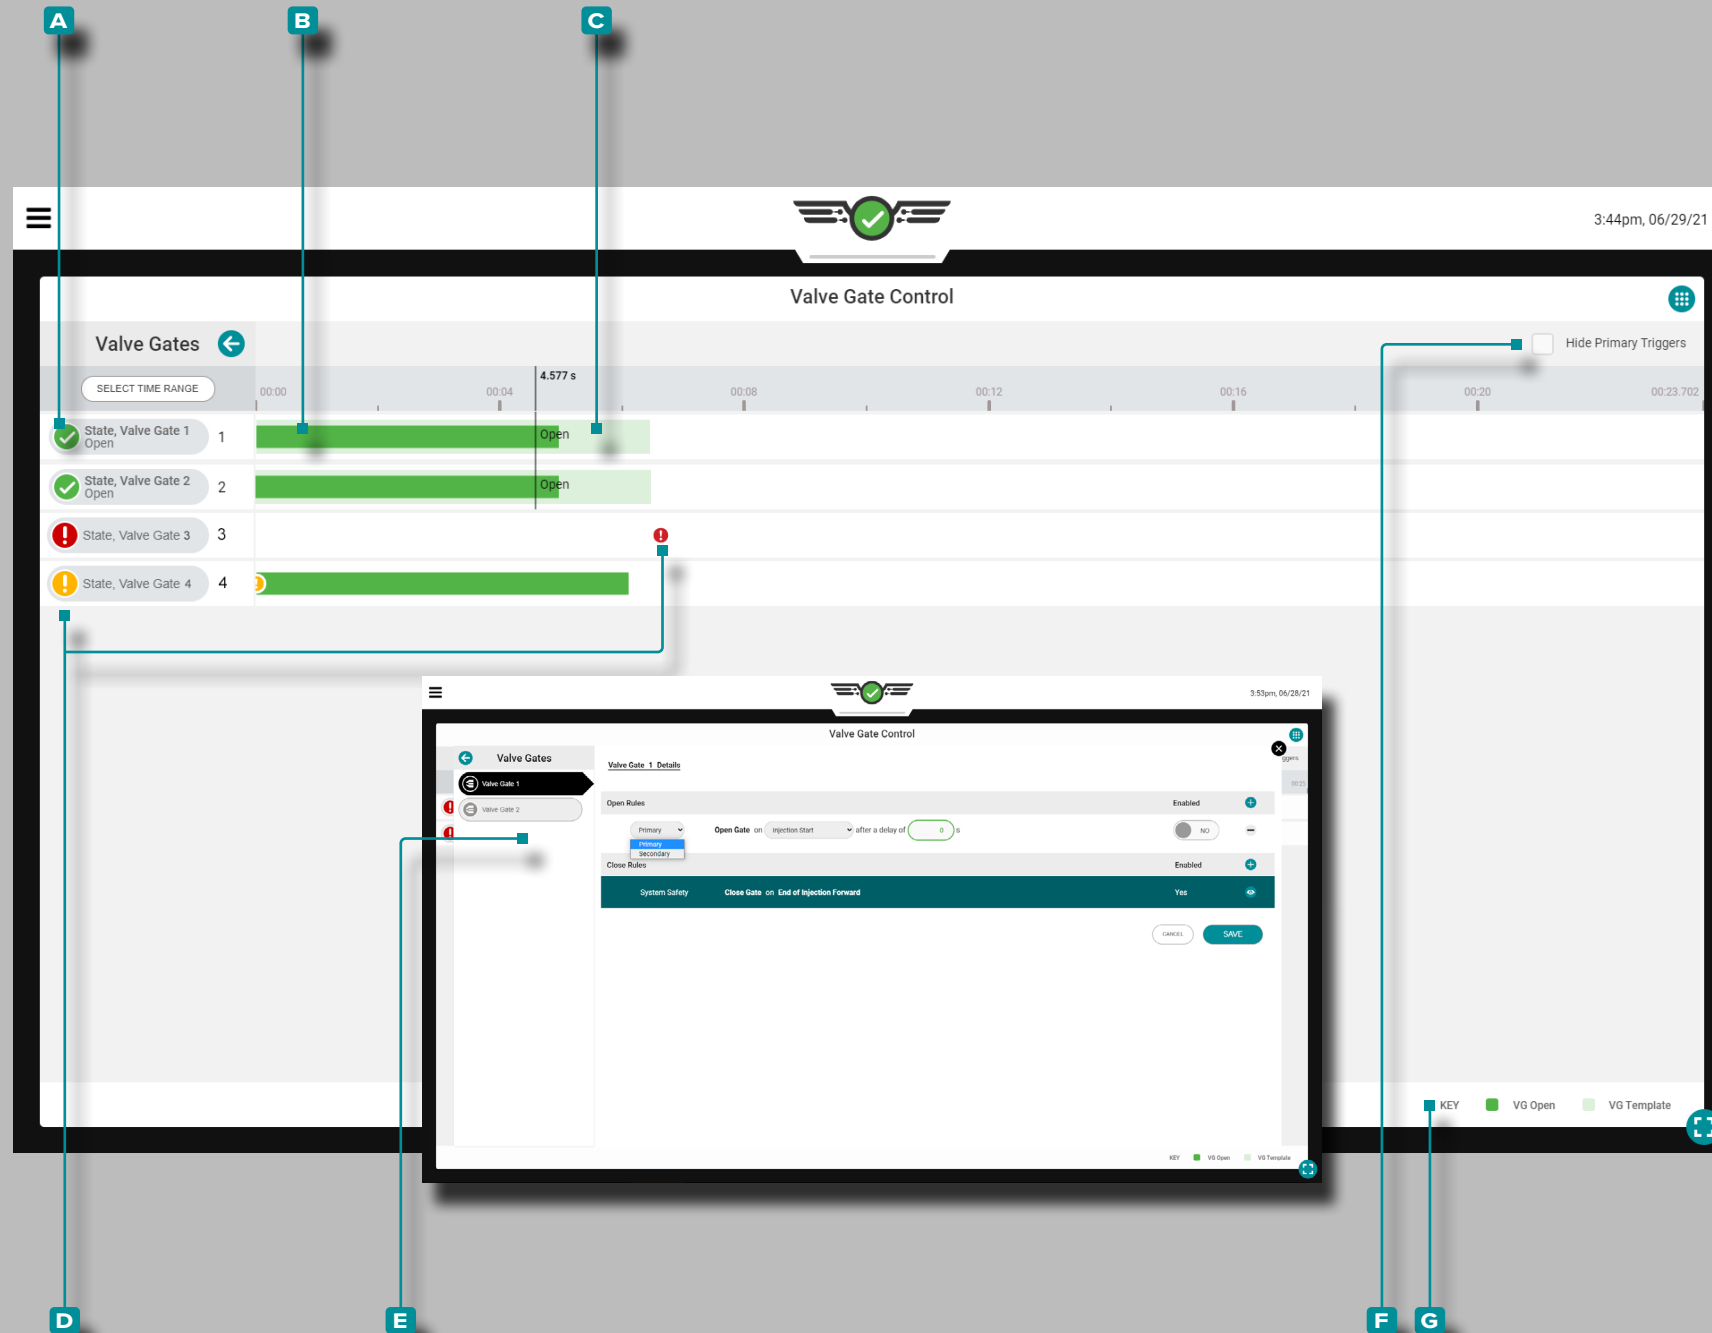 A
B
C
3:44pm, 06/29/21
Valve Gate Control
Valve Gates
Hide Primary Triggers
SELECT TIME RANGE
00:00
00:04
4.577 s
00:08
00:12
00:16
00:20
00:23.702
State, Valve Gate 1
Open
1
Open
State, Valve Gate 2
Open
2
Open
State, Valve Gate 3
3
State, Valve Gate 4
4
3:53pm, 06/28/21
Valve Gate Control
Valve Gates
Valve Gate 1 Details
ggers
Valve Gate 1
Valve Gate 2
Open Rules
Enabled
Primary
Open Gate on Injection Start after a delay of 0 s
NO
Primary
Secondary
Close Rules
Enabled
System Safety
Close Gate on End of Injection Forward
Yes
CANCEL
SAVE
KEY
VG Open
VG Template
KEY
VG Open
VG Template
D
E
F
G